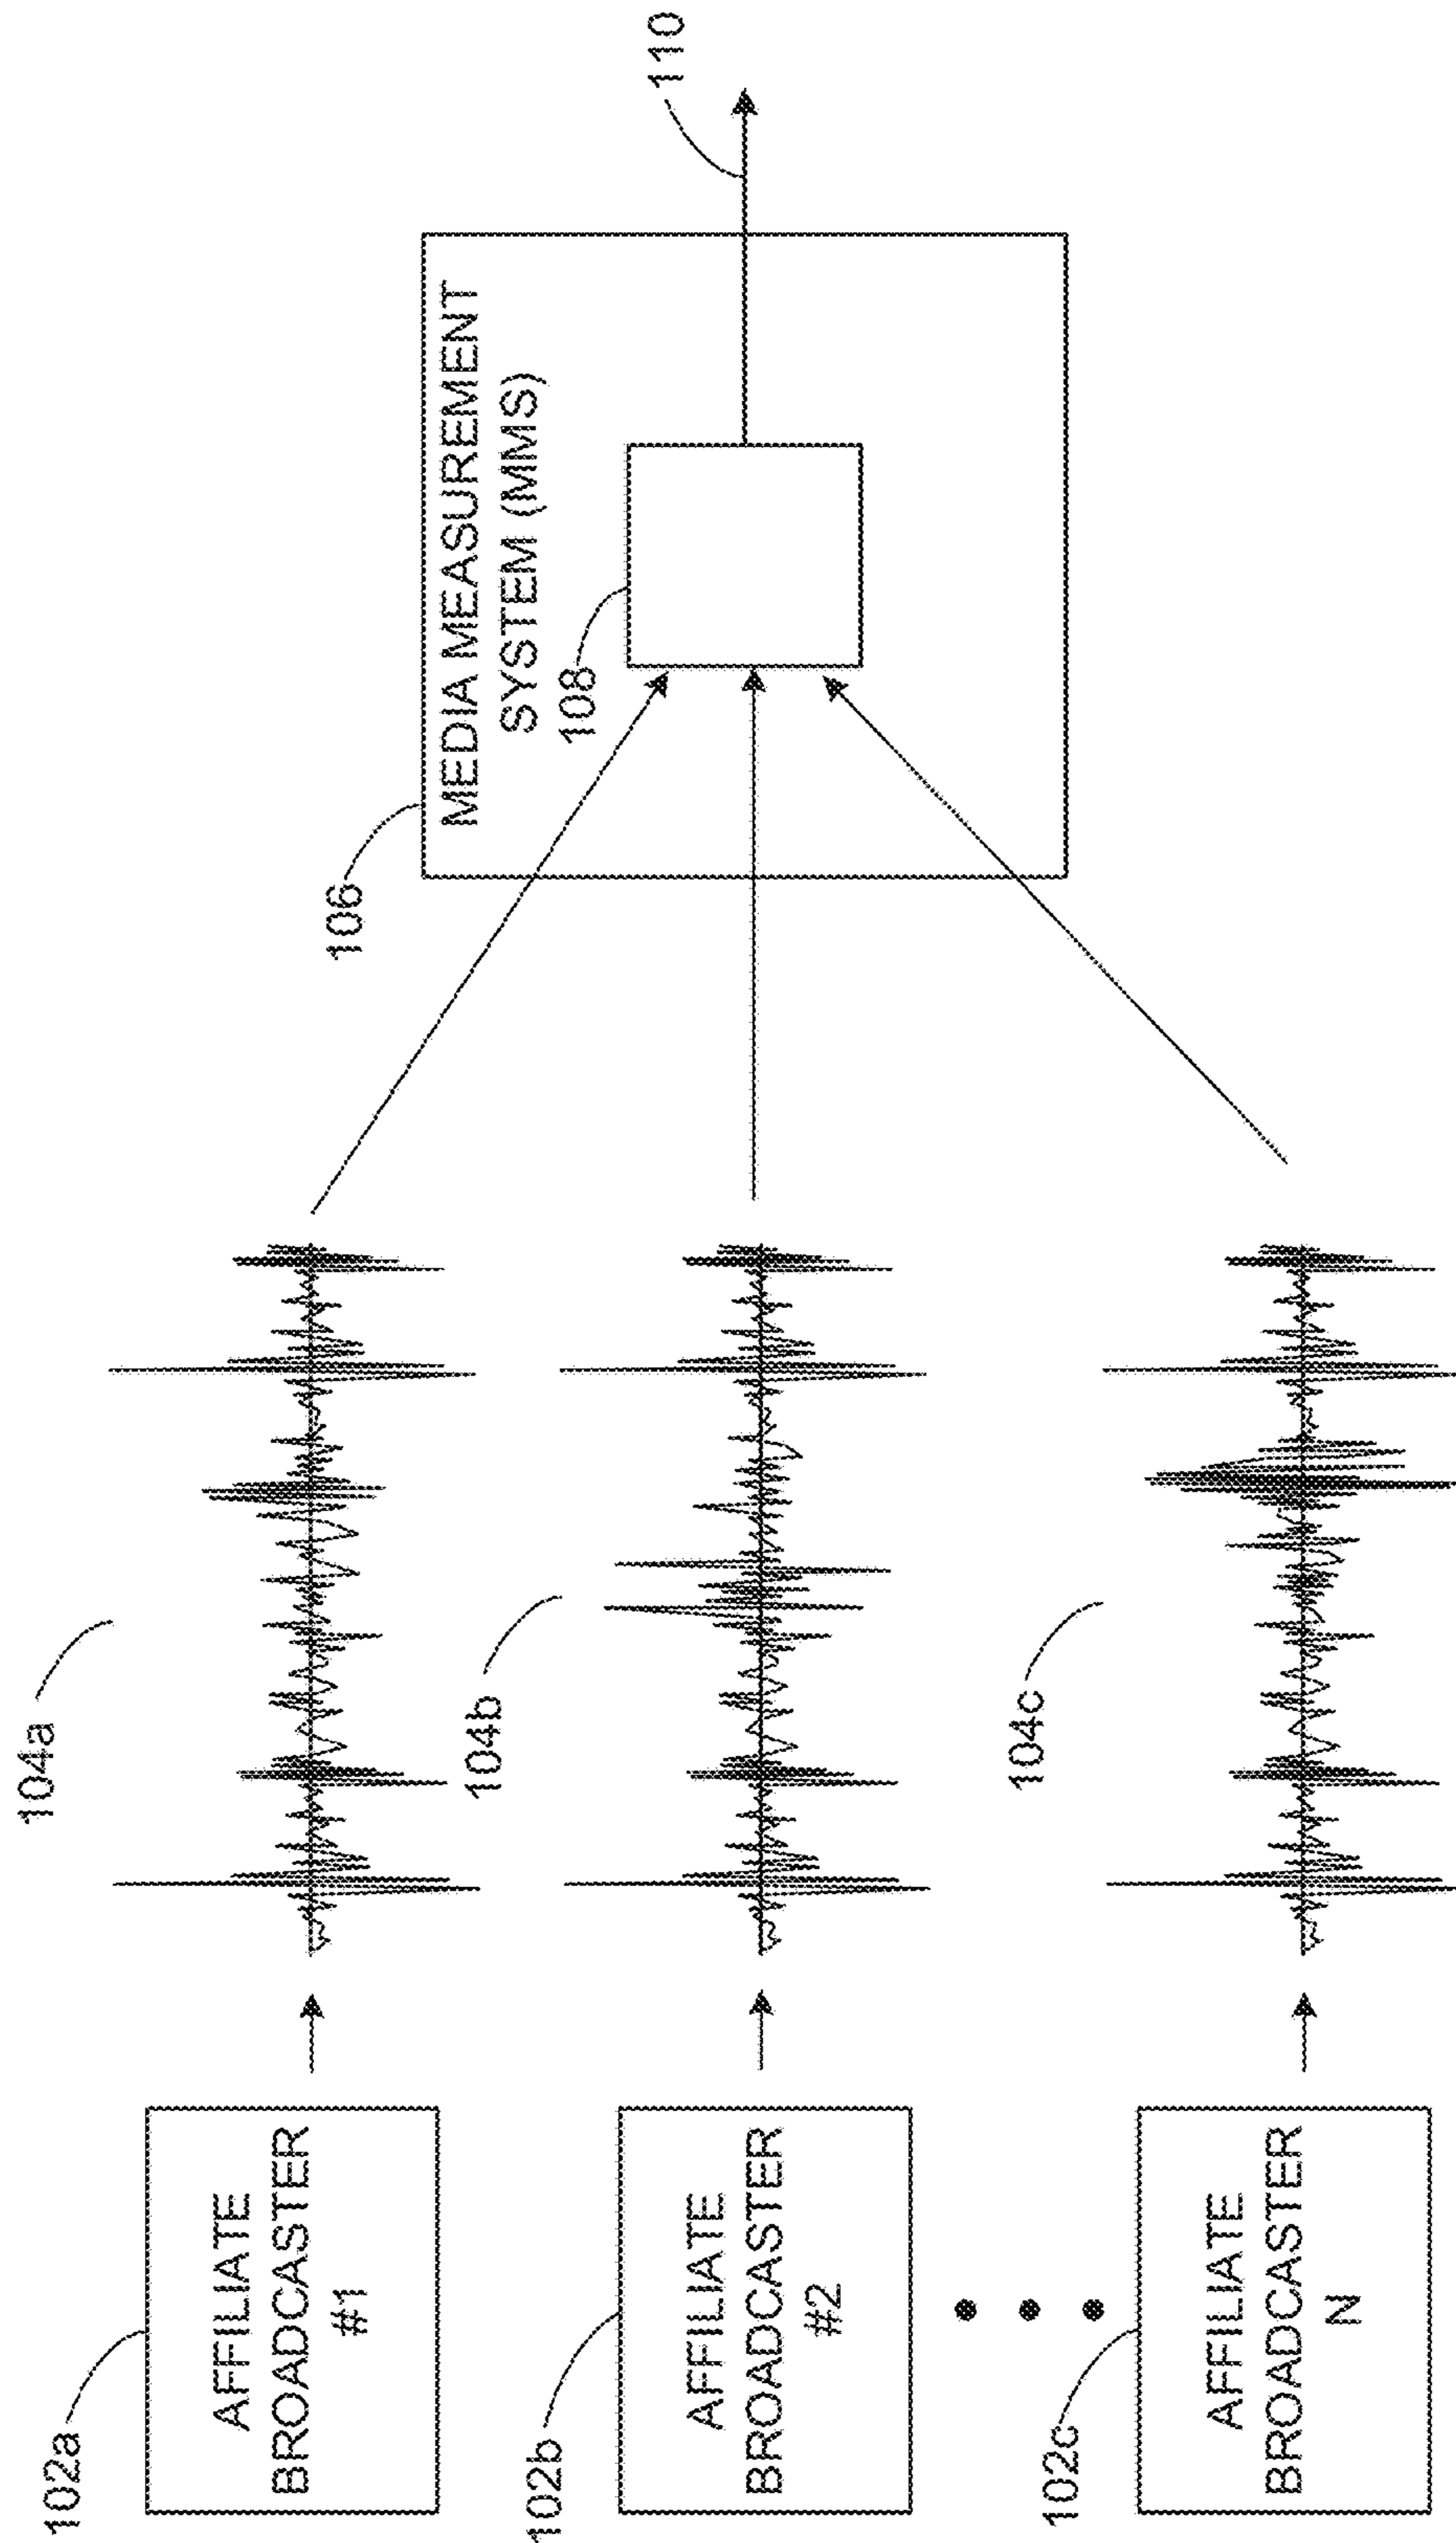 102a
AFFILIATE
BROADCASTER
#1
104a
102b
AFFILIATE
BROADCASTER
#2
104b
102c
AFFILIATE
BROADCASTER
N
104c
106
MEDIA MEASUREMENT
SYSTEM (MMS)
108
110